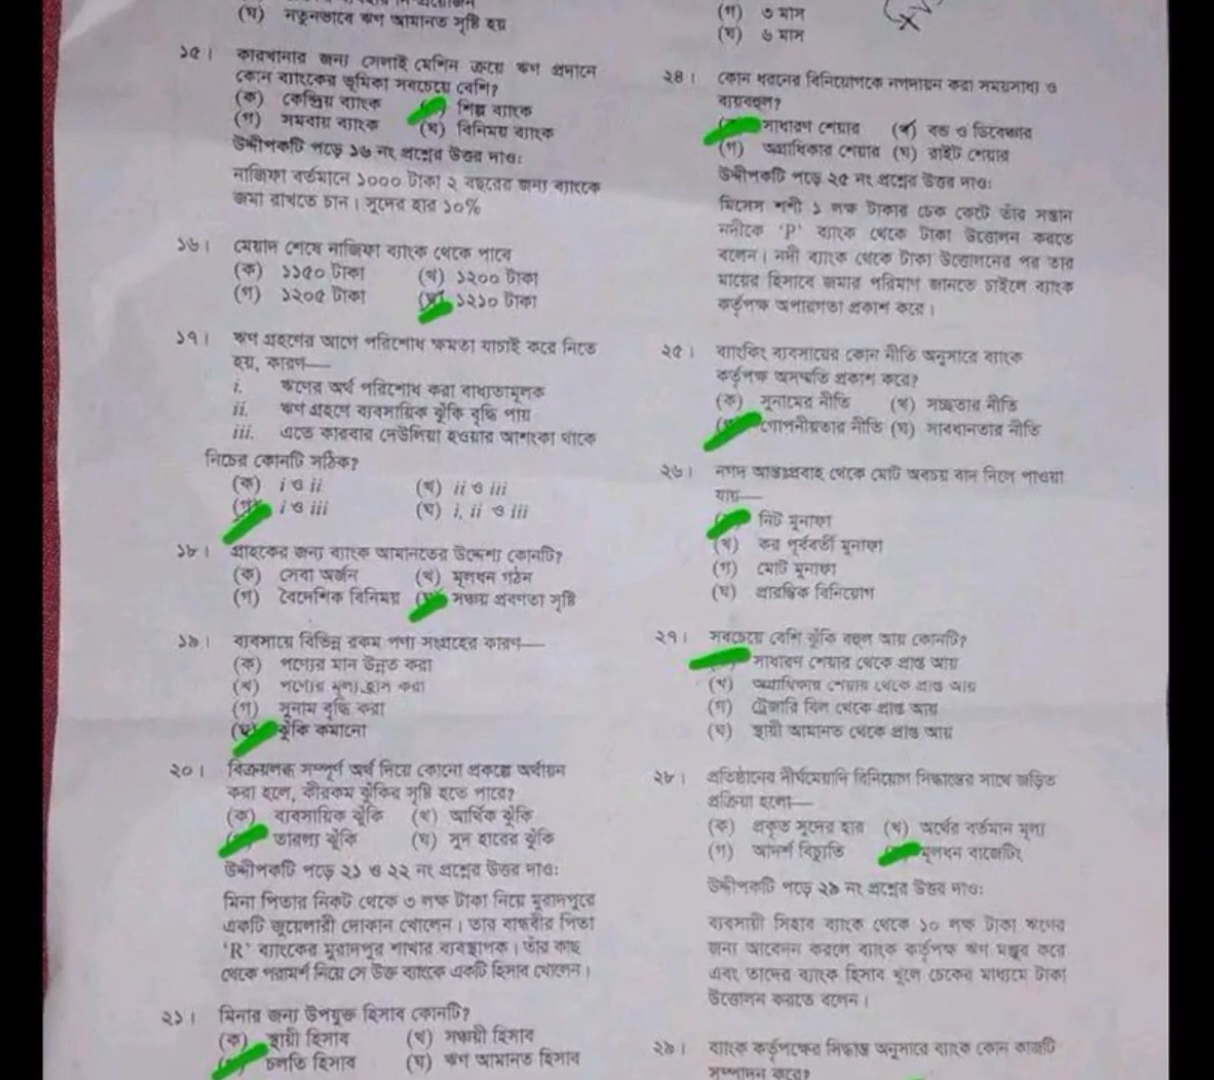 (ঘ) নতুনভাবে ঋণ আমানত সৃষ্টি হয়
১৫। কারখানার জন্য সেলাই মেশিন ক্রয়ে ঋণ প্রদানে
কোন ব্যাংকের ভূমিকা সবচেয়ে বেশি?
(ক) কেন্দ্রিয় ব্যাংক শিল্প ব্যাংক
(গ) সমবায় ব্যাংক (ঘ) বিনিময় ব্যাংক
উদ্দীপকটি পড়ে ১৬ নং প্রশ্নের উত্তর দাও:
নাজিফা বর্তমানে ১০০০ টাকা ২ বছরের জন্য ব্যাংকে
জমা রাখতে চান। সুদের হার ১০%
১৬। মেয়াদ শেষে নাজিফা ব্যাংক থেকে পাবে
(ক) ১১৫০ টাকা (খ) ১২০০ টাকা
(গ) ১২০৫ টাকা (ঘ) ১২১০ টাকা
১৭। ঋণ গ্রহণের আগে পরিশোধ ক্ষমতা যাচাই করে নিতে
হয়, কারণ—
i. ঋণের অর্থ পরিশোধ করা বাধ্যতামূলক
ii. ঋণ গ্রহণে ব্যবসায়িক ঝুঁকি বৃদ্ধি পায়
iii. এতে কারবার দেউলিয়া হওয়ার আশংকা থাকে
নিচের কোনটি সঠিক?
(ক) i ও ii (খ) ii ও iii
(গ) i ও iii (ঘ) i, ii ও iii
১৮। গ্রাহকের জন্য ব্যাংক আমানতের উদ্দেশ্য কোনটি?
(ক) সেবা অর্জন (খ) মূলধন গঠন
(গ) বৈদেশিক বিনিময় (ঘ) সঞ্চয় প্রবণতা সৃষ্টি
১৯। ব্যবসায়ে বিভিন্ন রকম পণ্য সংগ্রহের কারণ—
(ক) পণ্যের মান উন্নত করা
(খ) পণ্যের মূল্য হ্রাস করা
(গ) সুনাম বৃদ্ধি করা
(ঘ) ঝুঁকি কমানো
২০। বিক্রয়লব্ধ সম্পূর্ণ অর্থ দিয়ে কোনো প্রকল্পে অর্থায়ন
করা হলে, কীরকম ঝুঁকির সৃষ্টি হতে পারে?
(ক) ব্যবসায়িক ঝুঁকি (খ) আর্থিক ঝুঁকি
তারল্য ঝুঁকি (ঘ) সুদ হারের ঝুঁকি
উদ্দীপকটি পড়ে ২১ ও ২২ নং প্রশ্নের উত্তর দাও:
মিনা পিতার নিকট থেকে ৩ লক্ষ টাকা নিয়ে মুরাদপুরে
একটি জুয়েলারী দোকান খোলেন। তার বান্ধবীর পিতা
‘R’ ব্যাংকের মুরাদপুর শাখার ব্যবস্থাপক। তাঁর কাছ
থেকে পরামর্শ নিয়ে সে উক্ত ব্যাংকে একটি হিসাব খোলেন।
২১। মিনার জন্য উপযুক্ত হিসাব কোনটি?
(ক) স্থায়ী হিসাব (খ) সঞ্চয়ী হিসাব
চলতি হিসাব (ঘ) ঋণ আমানত হিসাব
(গ) ৩ মাস
(ঘ) ৬ মাস
২৪। কোন ধরনের বিনিয়োগকে নগদায়ন করা সময়সাধ্য ও
ব্যয়বহুল?
সাধারণ শেয়ার (খ) বন্ড ও ডিবেঞ্চার
(গ) অগ্রাধিকার শেয়ার (ঘ) রাইট শেয়ার
উদ্দীপকটি পড়ে ২৫ নং প্রশ্নের উত্তর দাও:
মিসেস শশী ১ লক্ষ টাকার চেক কেটে তাঁর সন্তান
নদীকে ‘P’ ব্যাংক থেকে টাকা উত্তোলন করতে
বলেন। নদী ব্যাংক থেকে টাকা উত্তোলনের পর তার
মায়ের হিসাবে জমার পরিমাণ জানতে চাইলে ব্যাংক
কর্তৃপক্ষ অপারগতা প্রকাশ করে।
২৫। ব্যাংকিং ব্যবসায়ের কোন নীতি অনুসারে ব্যাংক
কর্তৃপক্ষ অসম্মতি প্রকাশ করে?
(ক) সুনামের নীতি (খ) সচ্ছতার নীতি
গোপনীয়তার নীতি (ঘ) সাবধানতার নীতি
২৬। নগদ আন্তঃপ্রবাহ থেকে মোট অবচয় বাদ দিলে পাওয়া
যায়—
নিট মুনাফা
(খ) কর পূর্ববর্তী মুনাফা
(গ) মোট মুনাফা
(ঘ) প্রারম্ভিক বিনিয়োগ
২৭। সবচেয়ে বেশি ঝুঁকি বহুল আয় কোনটি?
সাধারণ শেয়ার থেকে প্রাপ্ত আয়
(খ) অগ্রাধিকার শেয়ার থেকে প্রাপ্ত আয়
(গ) ট্রেজারি বিল থেকে প্রাপ্ত আয়
(ঘ) স্থায়ী আমানত থেকে প্রাপ্ত আয়
২৮। প্রতিষ্ঠানের দীর্ঘমেয়াদি বিনিয়োগ সিদ্ধান্তের সাথে জড়িত
প্রক্রিয়া হলো—
(ক) প্রকৃত সুদের হার (খ) অর্থের বর্তমান মূল্য
(গ) আদর্শ বিচ্যুতি মূলধন বাজেটিং
উদ্দীপকটি পড়ে ২৯ নং প্রশ্নের উত্তর দাও:
ব্যবসায়ী সিহাব ব্যাংক থেকে ১০ লক্ষ টাকা ঋণের
জন্য আবেদন করলে ব্যাংক কর্তৃপক্ষ ঋণ মঞ্জুর করে
এবং তাদের ব্যাংক হিসাব খুলে চেকের মাধ্যমে টাকা
উত্তোলন করতে বলেন।
২৯। ব্যাংক কর্তৃপক্ষের সিদ্ধান্ত অনুসারে ব্যাংক কোন কাজটি
সম্পাদন করে?